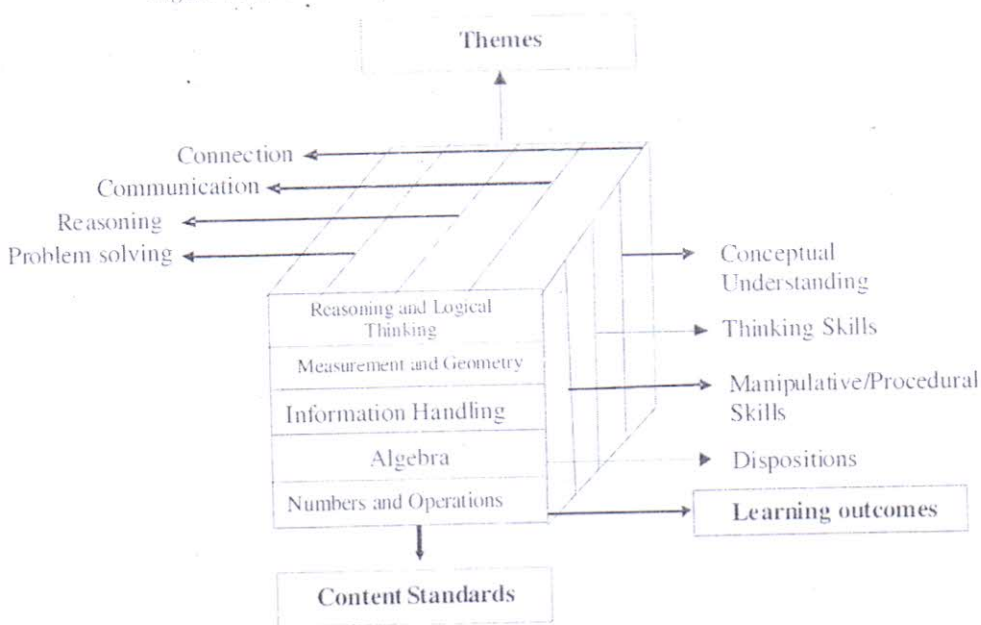 Themes
Connection
Communication
Reasoning
Problem solving
Reasoning and Logical
Thinking
Measurement and Geometry
Information Handling
Algebra
Numbers and Operations
Conceptual
Understanding
Thinking Skills
Manipulative/Procedural
Skills
Dispositions
Learning outcomes
Content Standards